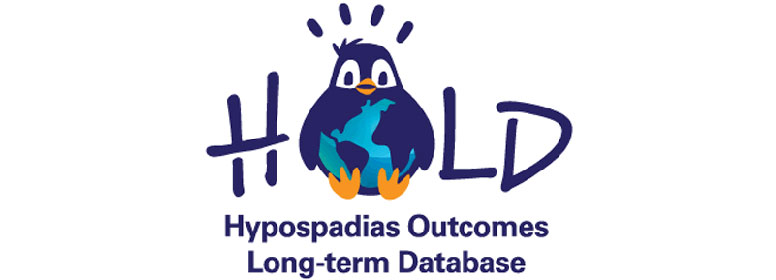 HOLD
Hypospadias Outcomes
Long-term Database